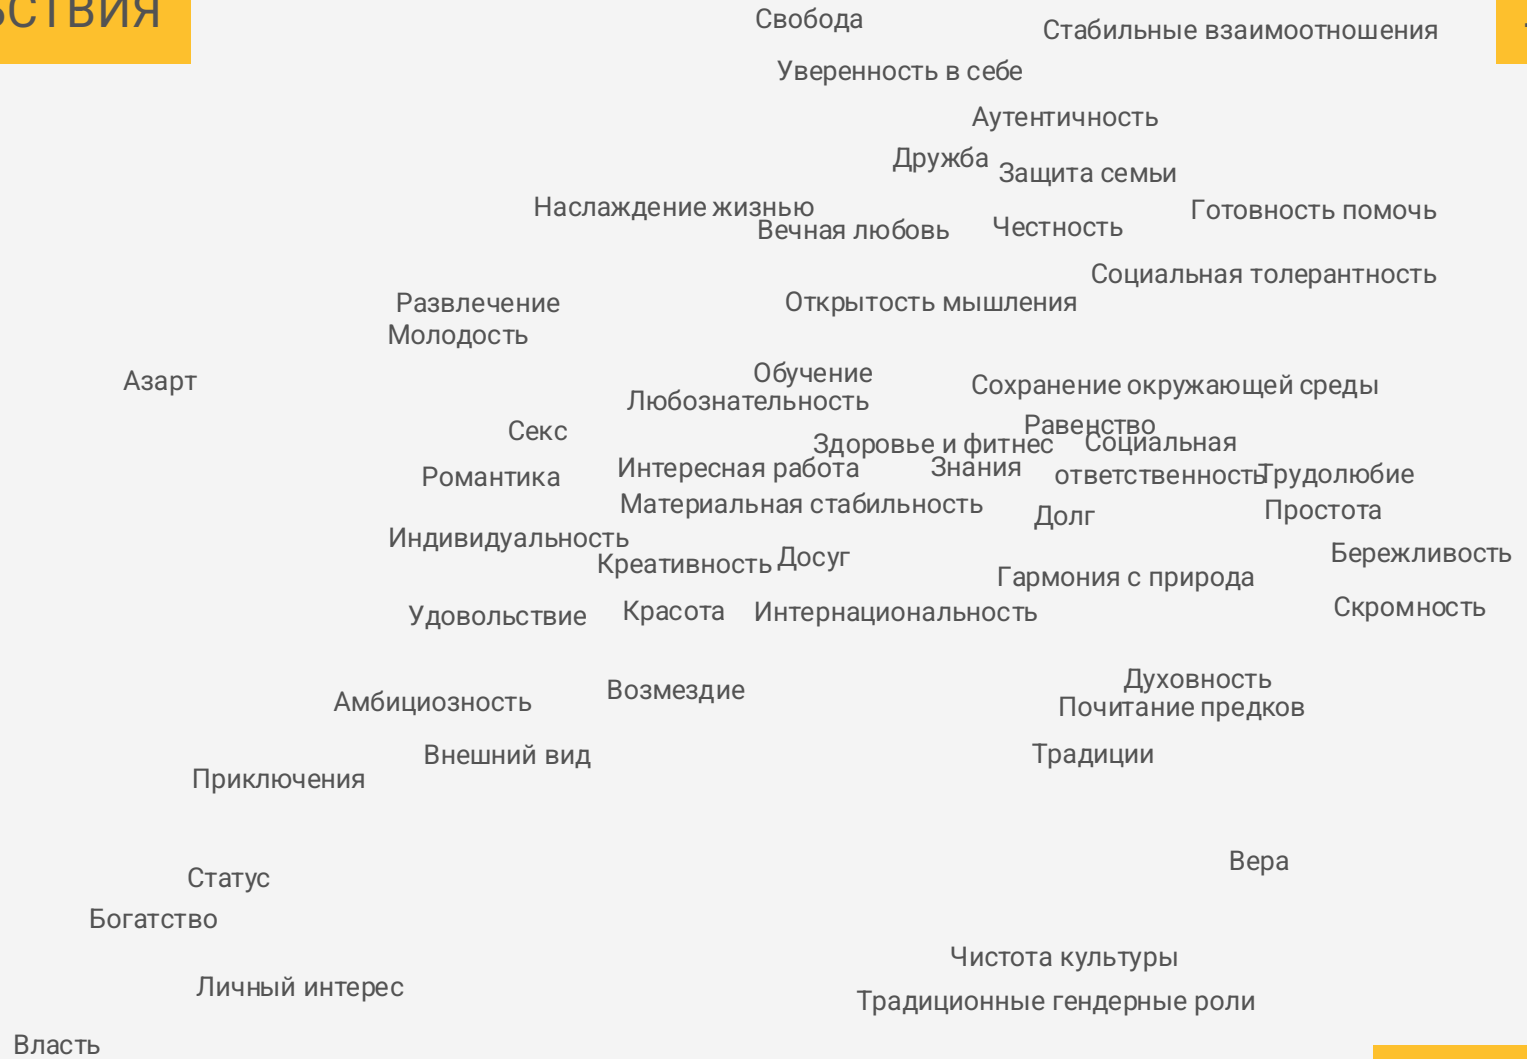 Свобода
Стабильные взаимоотношения
Уверенность в себе
Аутентичность
Дружба
Защита семьи
Наслаждение жизнью
Готовность помочь
Вечная любовь
Честность
Социальная толерантность
Развлечение
Открытость мышления
Молодость
Азарт
Обучение
Сохранение окружающей среды
Любознательность
Равенство
Секс
Здоровье и фитнес
Социальная
ответственность
Романтика
Интересная работа
Знания
Трудолюбие
Материальная стабильность
Долг
Простота
Индивидуальность
Креативность
Досуг
Бережливость
Гармония с природа
Удовольствие
Красота
Интернациональность
Скромность
Духовность
Амбициозность
Возмездие
Почитание предков
Внешний вид
Традиции
Приключения
Вера
Статус
Богатство
Чистота культуры
Личный интерес
Традиционные гендерные роли
Власть